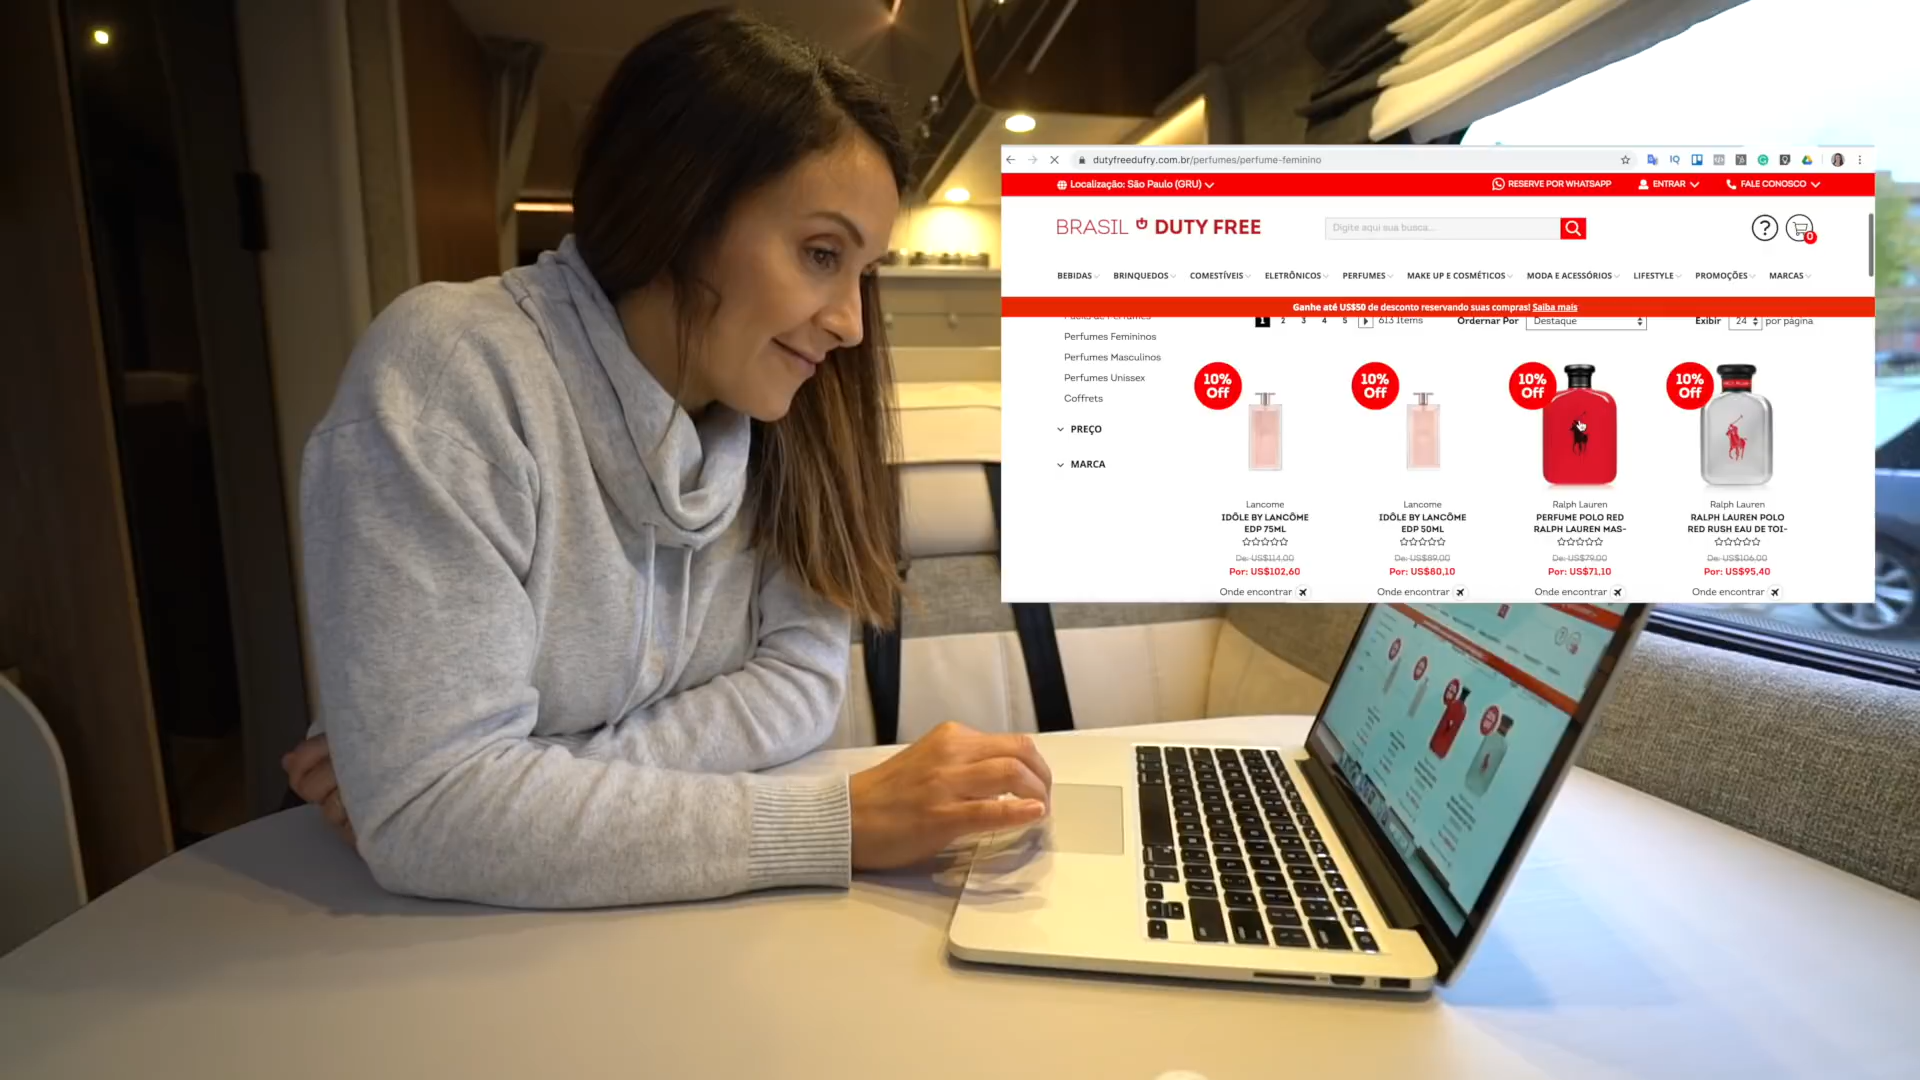 dutyfreedufry.com.br/perfumes/perfume-feminino
Localização: São Paulo (GRU)
RESERVE POR WHATSAPP
ENTRAR
FALE CONOSCO
BRASIL DUTY FREE
Digite aqui sua busca...
?
0
BEBIDAS BRINQUEDOS COMESTÍVEIS ELETRÔNICOS PERFUMES MAKE UP E COSMÉTICOS MODA E ACESSÓRIOS LIFESTYLE PROMOÇÕES MARCAS
Ganhe até US$50 de desconto reservando suas compras! Saiba mais
1 2 3 4 5 613 Items Ordernar Por Destaque Exibir 24 por página
Perfumes Femininos
Perfumes Masculinos
Perfumes Unissex
Coffrets
PREÇO
MARCA
10% Off
10% Off
10% Off
10% Off
Lancome
IDÔLE BY LANCÔME
EDP 75ML
De: US$114,00
Por: US$102,60
Onde encontrar
Lancome
IDÔLE BY LANCÔME
EDP 50ML
De: US$89,00
Por: US$80,10
Onde encontrar
Ralph Lauren
PERFUME POLO RED
RALPH LAUREN MAS-
De: US$79,00
Por: US$71,10
Onde encontrar
Ralph Lauren
RALPH LAUREN POLO
RED RUSH EAU DE TOI-
De: US$106,00
Por: US$95,40
Onde encontrar